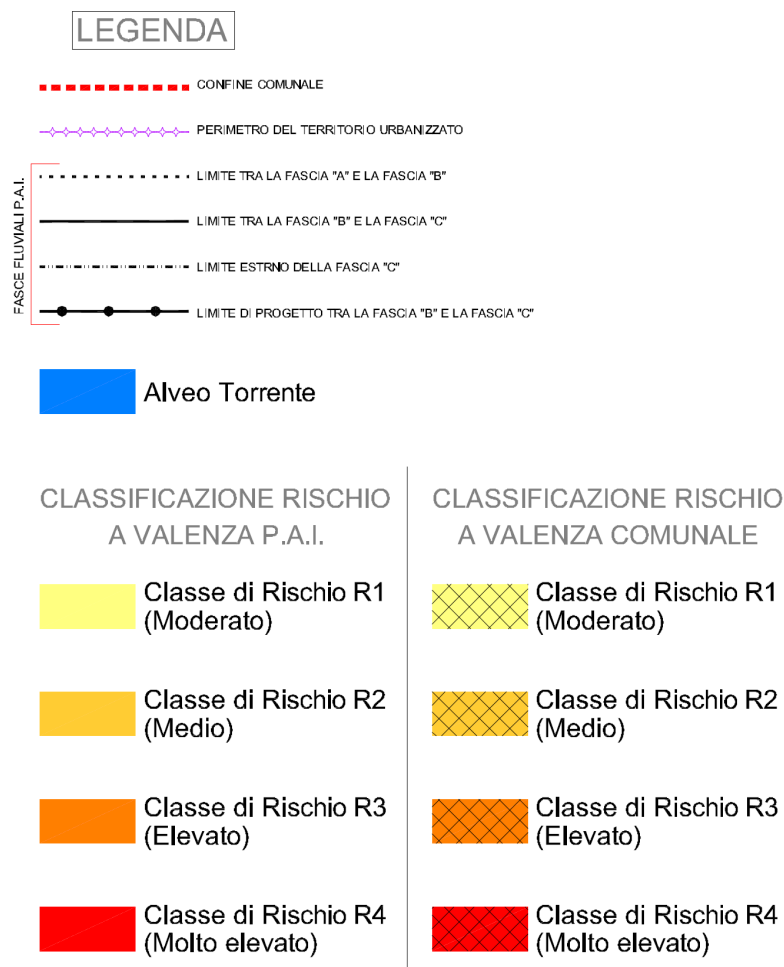 LEGENDA
CONFINE COMUNALE
PERIMETRO DEL TERRITORIO URBANIZZATO
FASCE FLUVIALI P.A.I.
LIMITE TRA LA FASCIA "A" E LA FASCIA "B"
LIMITE TRA LA FASCIA "B" E LA FASCIA "C"
LIMITE ESTRNO DELLA FASCIA "C"
LIMITE DI PROGETTO TRA LA FASCIA "B" E LA FASCIA "C"
Alveo Torrente
CLASSIFICAZIONE RISCHIO
A VALENZA P.A.I.
Classe di Rischio R1
(Moderato)
Classe di Rischio R2
(Medio)
Classe di Rischio R3
(Elevato)
Classe di Rischio R4
(Molto elevato)
CLASSIFICAZIONE RISCHIO
A VALENZA COMUNALE
Classe di Rischio R1
(Moderato)
Classe di Rischio R2
(Medio)
Classe di Rischio R3
(Elevato)
Classe di Rischio R4
(Molto elevato)